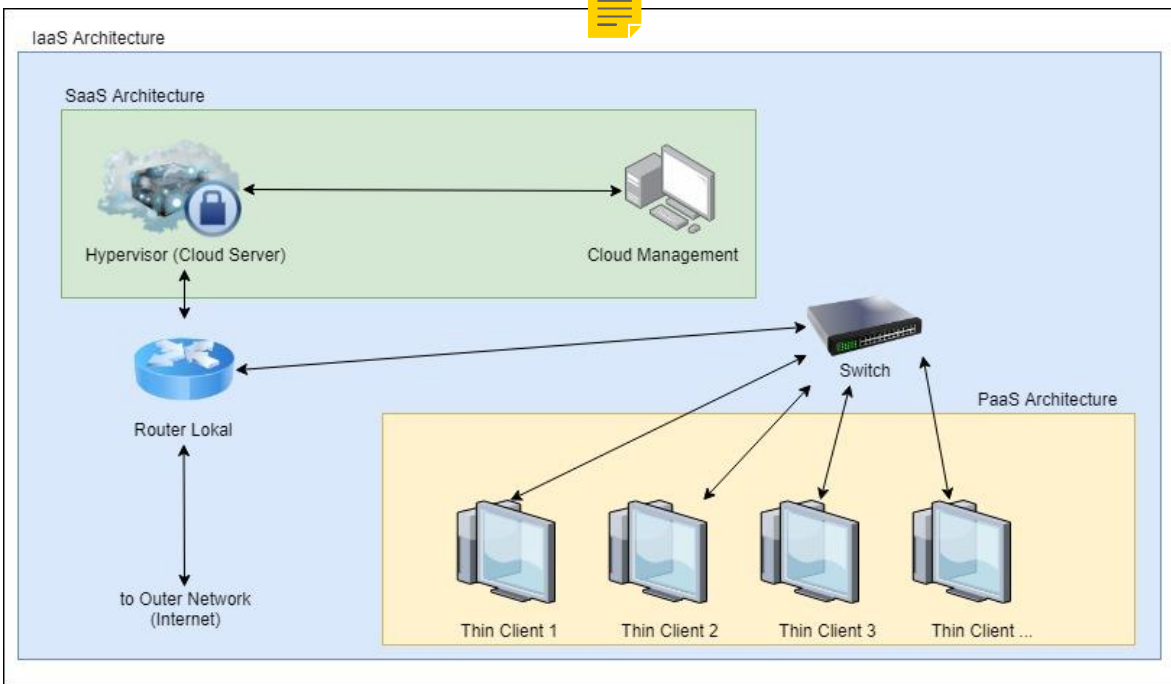 IaaS Architecture
SaaS Architecture
Hypervisor (Cloud Server)
Cloud Management
Switch
PaaS Architecture
Router Lokal
to Outer Network
(Internet)
Thin Client 1
Thin Client 2
Thin Client 3
Thin Client ...